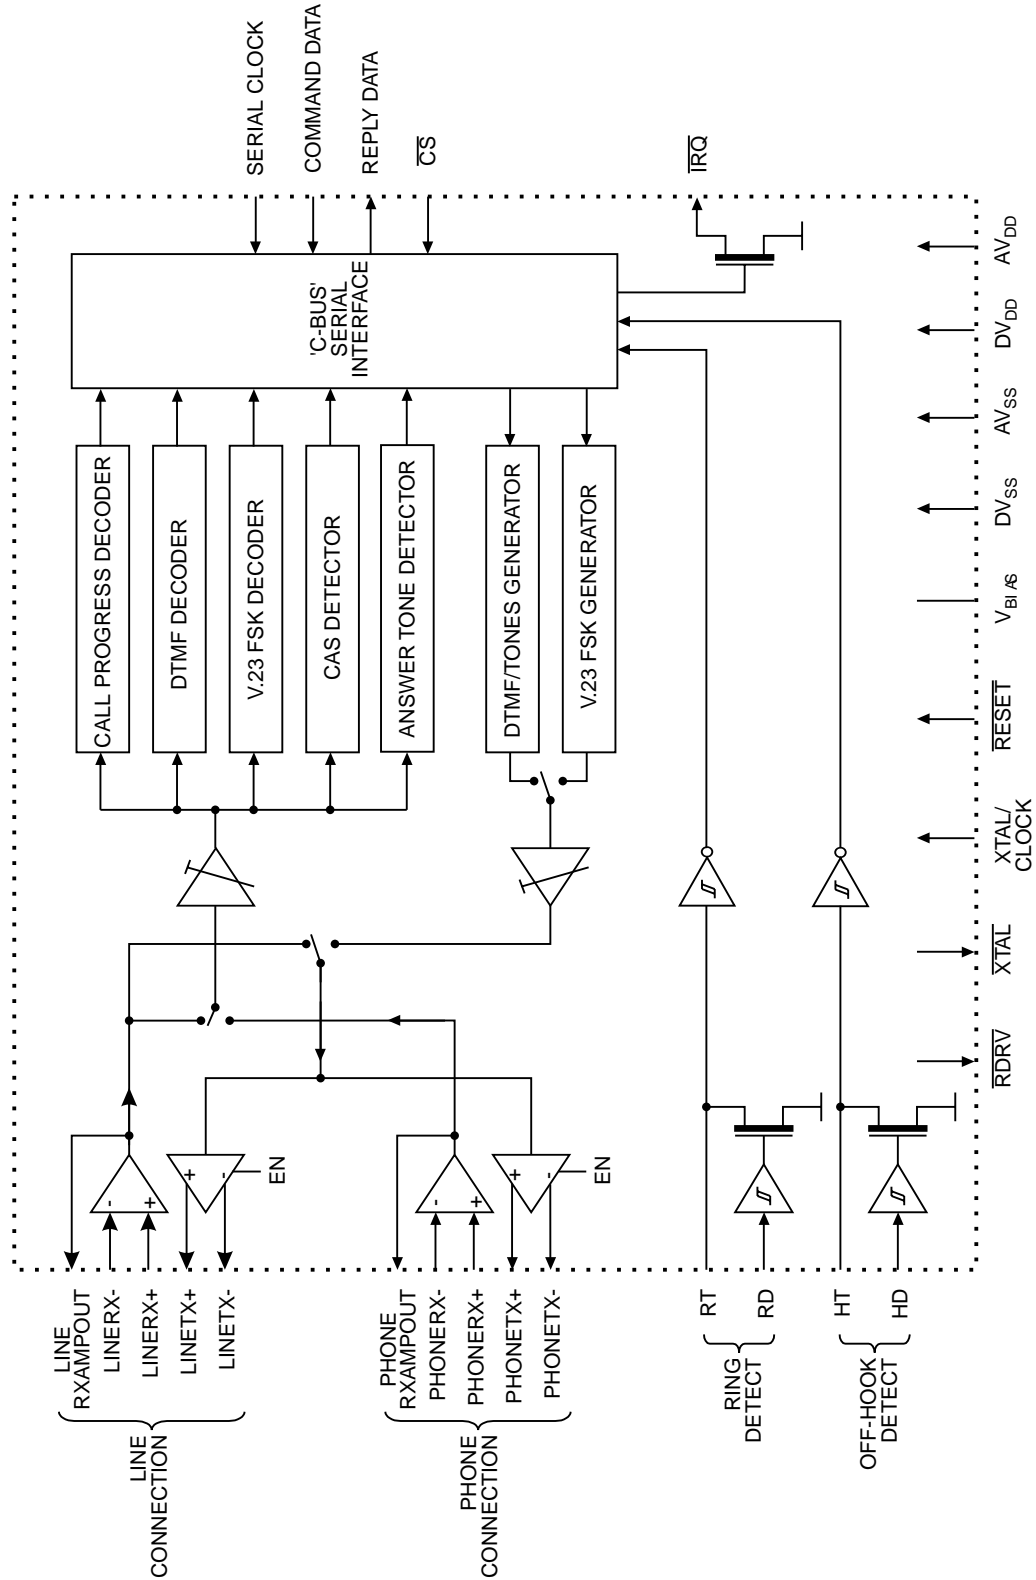 LINE
RXAMPOUT
LINERX-
LINERX+
LINETX+
LINETX-
LINE
CONNECTION
-
+
+
-
EN
PHONE
RXAMPOUT
PHONERX-
PHONERX+
PHONETX+
PHONETX-
PHONE
CONNECTION
-
+
+
-
EN
RT
RD
RING
DETECT
HT
HD
OFF-HOOK
DETECT
CALL PROGRESS DECODER
DTMF DECODER
V.23 FSK DECODER
CAS DETECTOR
ANSWER TONE DETECTOR
DTMF/TONES GENERATOR
V.23 FSK GENERATOR
'C-BUS'
SERIAL
INTERFACE
SERIAL CLOCK
COMMAND DATA
REPLY DATA
CS
IRQ
RDRV
XTAL
XTAL/
CLOCK
RESET
VBIAS
DVSS
AVSS
DVDD
AVDD